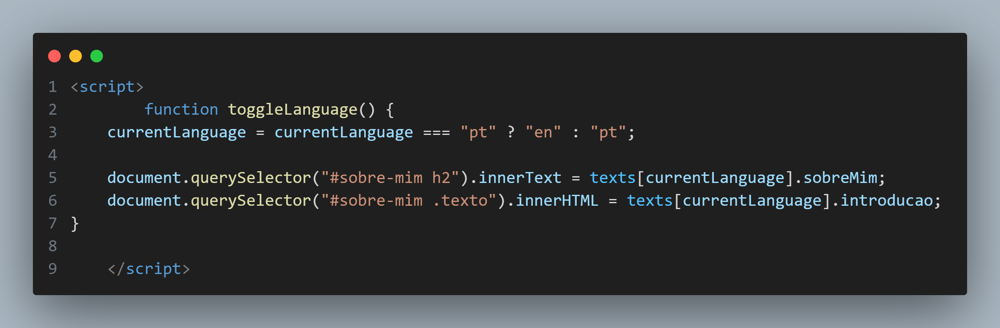 1 <script>
2         function toggleLanguage() {
3     currentLanguage = currentLanguage === "pt" ? "en" : "pt";
4
5     document.querySelector("#sobre-mim h2").innerText = texts[currentLanguage].sobreMim;
6     document.querySelector("#sobre-mim .texto").innerHTML = texts[currentLanguage].introducao;
7 }
8
9     </script>